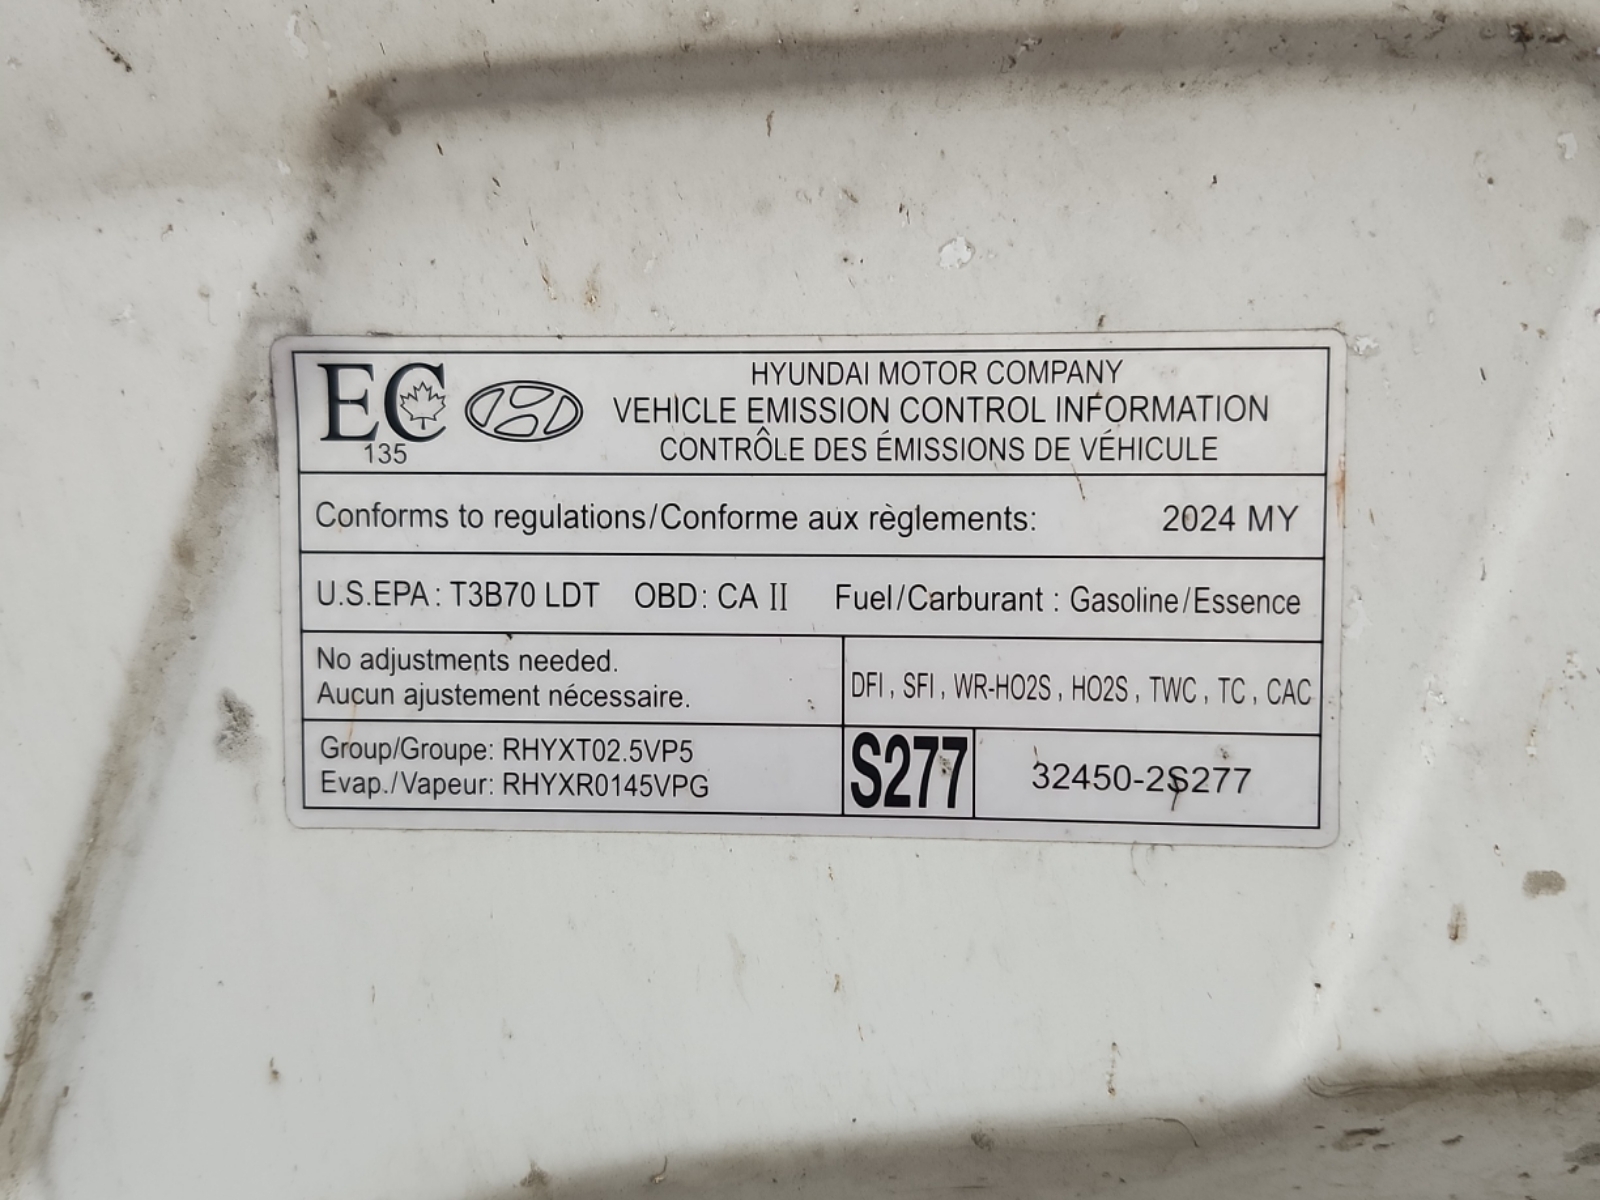 EC
135
HYUNDAI MOTOR COMPANY
VEHICLE EMISSION CONTROL INFORMATION
CONTRÔLE DES ÉMISSIONS DE VÉHICULE
Conforms to regulations/Conforme aux règlements: 2024 MY
U.S.EPA : T3B70 LDT OBD: CA II Fuel/Carburant : Gasoline/Essence
No adjustments needed.
Aucun ajustement nécessaire.
DFI , SFI , WR-HO2S , HO2S , TWC , TC , CAC
Group/Groupe: RHYXT02.5VP5
Evap./Vapeur: RHYXR0145VPG
S277
32450-2S277